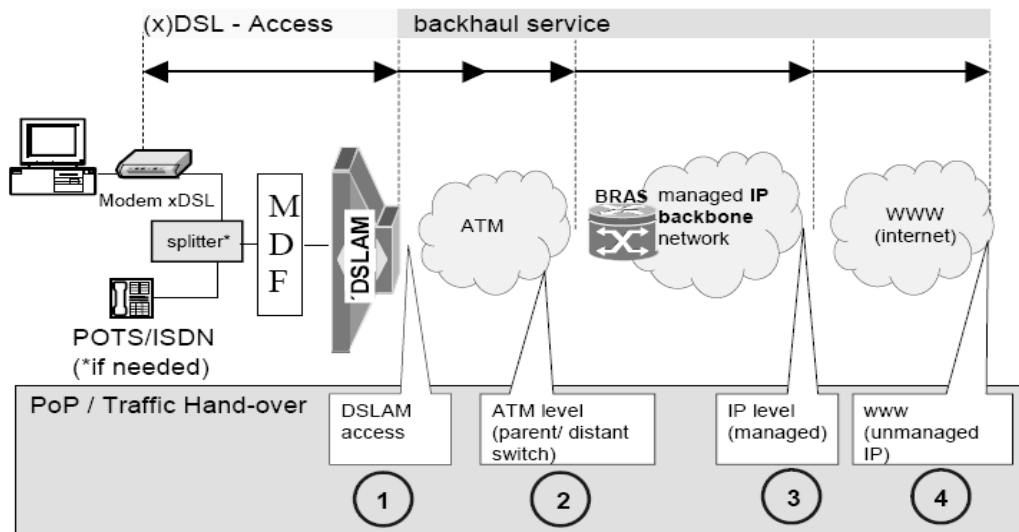 (x)DSL - Access
backhaul service
Modem xDSL
splitter*
POTS/ISDN
(*if needed)
M
D
F
´DSLAM
ATM
BRAS
managed IP
backbone
network
WWW
(internet)
PoP / Traffic Hand-over
DSLAM
access
ATM level
(parent/ distant
switch)
IP level
(managed)
www
(unmanaged
IP)
1
2
3
4